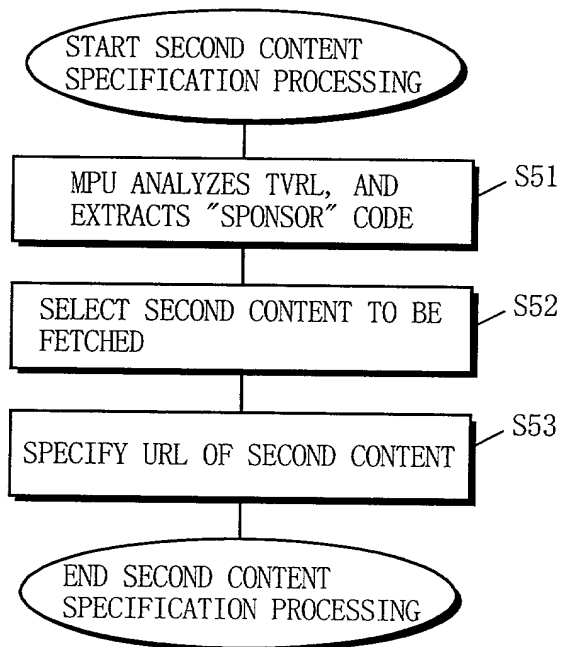 START SECOND CONTENT
SPECIFICATION PROCESSING
MPU ANALYZES TVRL, AND
EXTRACTS "SPONSOR" CODE
S51
SELECT SECOND CONTENT TO BE
FETCHED
S52
SPECIFY URL OF SECOND CONTENT
S53
END SECOND CONTENT
SPECIFICATION PROCESSING